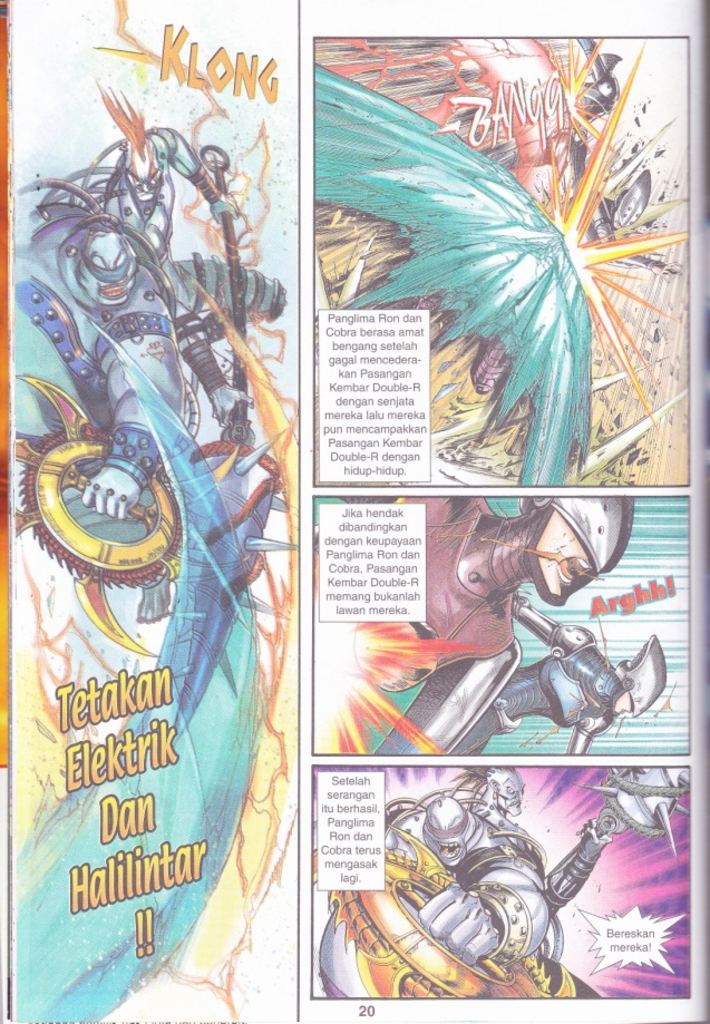 KLONG
Tetakan
Elektrik
Dan
Halilintar
!!
BANGG
Panglima Ron dan
Cobra berasa amat
bengang setelah
gagal mencedera-
kan Pasangan
Kembar Double-R
dengan senjata
mereka lalu mereka
pun mencampakkan
Pasangan Kembar
Double-R dengan
hidup-hidup.
Jika hendak
dibandingkan
dengan keupayaan
Panglima Ron dan
Cobra, Pasangan
Kembar Double-R
memang bukanlah
lawan mereka.
Arghh!
Setelah
serangan
itu berhasil,
Panglima
Ron dan
Cobra terus
mengasak
lagi.
Bereskan
mereka!
20